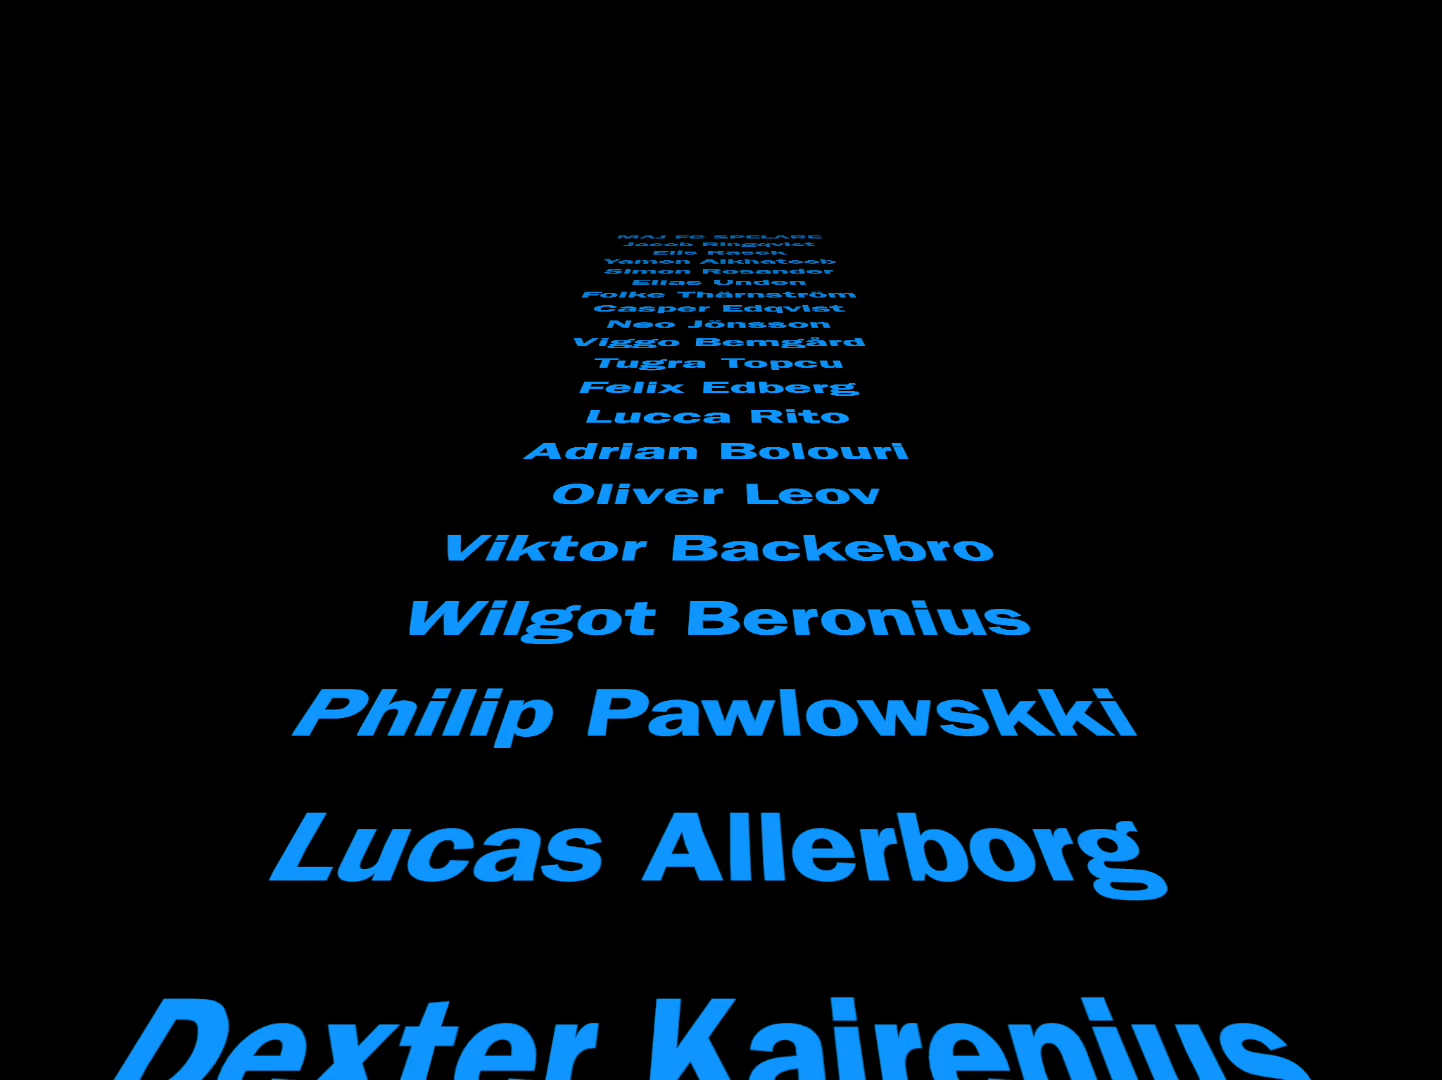 MAJ FC SPELARE
Jacob Ringqvist
Elis Rasck
Yamen Alkhateeb
Simon Rosander
Elias Unden
Folke Thärnström
Casper Edqvist
Neo Jönsson
Viggo Bemgård
Tugra Topcu
Felix Edberg
Lucca Rito
Adrian Bolouri
Oliver Leov
Viktor Backebro
Wilgot Beronius
Philip Pawlowskki
Lucas Allerborg
Dexter Kairenius